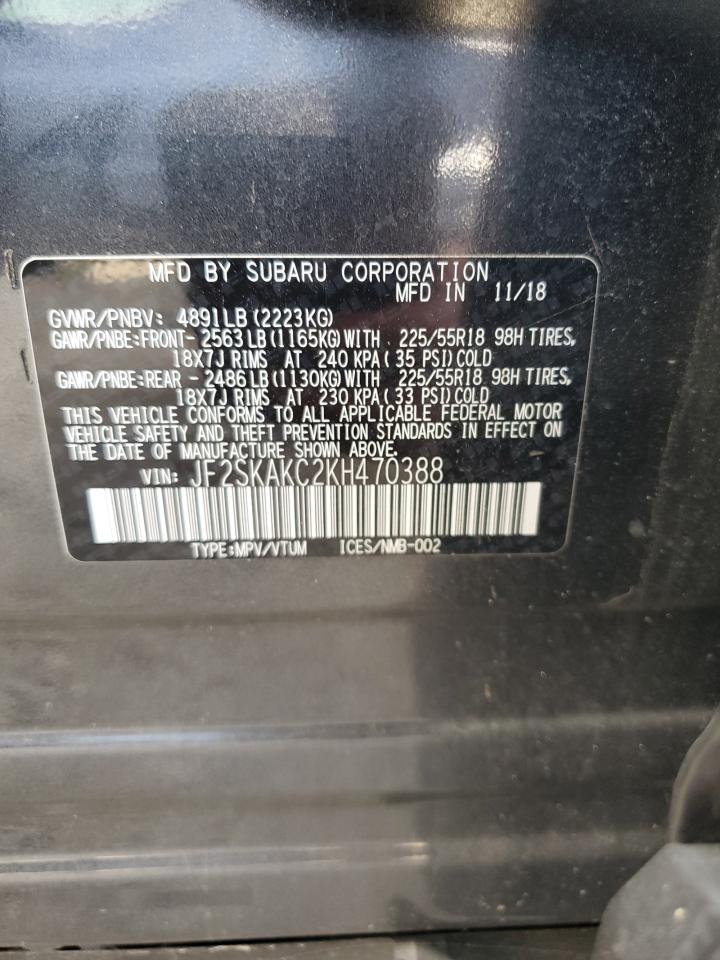 MFD BY SUBARU CORPORATION
MFD IN 11/18
GVWR/PNBV: 4891LB(2223KG)
GAWR/PNBE:FRONT- 2563LB(1165KG)WITH 225/55R18 98H TIRES,
18X7J RIMS AT 240 KPA(35 PSI)COLD
GAWR/PNBE:REAR - 2486LB(1130KG)WITH 225/55R18 98H TIRES,
18X7J RIMS AT 230 KPA(33 PSI)COLD
THIS VEHICLE CONFORMS TO ALL APPLICABLE FEDERAL MOTOR
VEHICLE SAFETY AND THEFT PREVENTION STANDARDS IN EFFECT ON
THE DATE OF MANUFACTURE SHOWN ABOVE.
VIN: JF2SKAKC2KH470388
TYPE:MPV/VTUM ICES/NMB-002